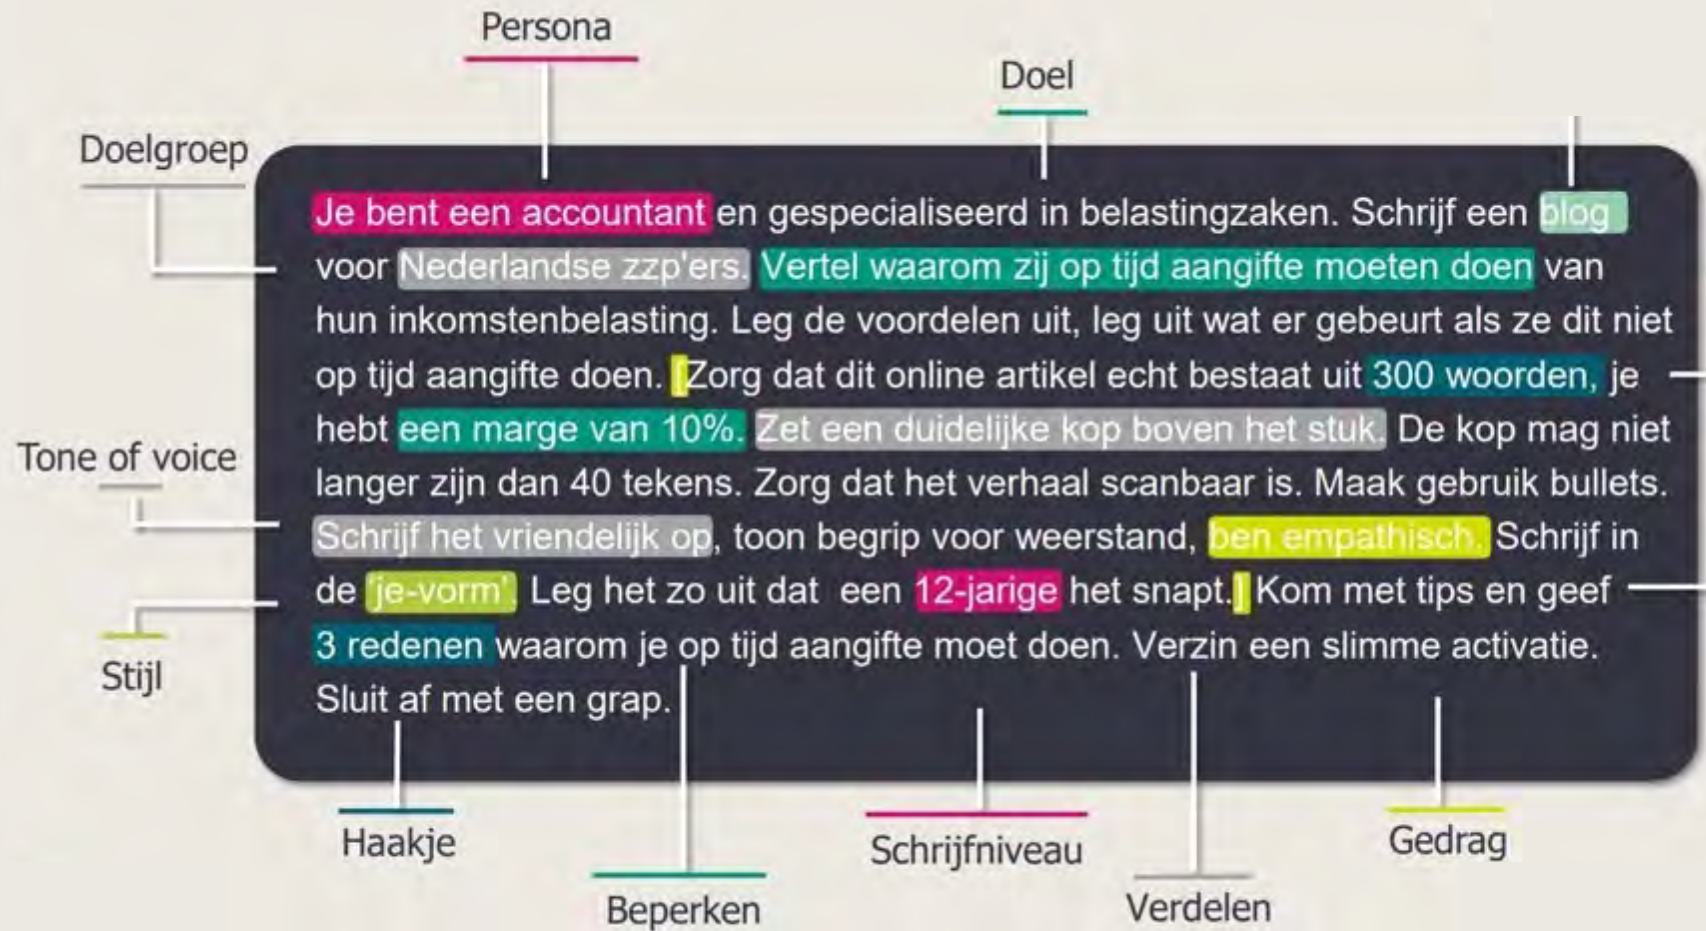 Persona
Doel
Doelgroep
Je bent een accountant en gespecialiseerd in belastingzaken. Schrijf een blog
voor Nederlandse zzp'ers. Vertel waarom zij op tijd aangifte moeten doen van
hun inkomstenbelasting. Leg de voordelen uit, leg uit wat er gebeurt als ze dit niet
op tijd aangifte doen. [Zorg dat dit online artikel echt bestaat uit 300 woorden, je
hebt een marge van 10%. Zet een duidelijke kop boven het stuk. De kop mag niet
Tone of voice
langer zijn dan 40 tekens. Zorg dat het verhaal scanbaar is. Maak gebruik bullets.
Schrijf het vriendelijk op, toon begrip voor weerstand, ben empathisch. Schrijf in
de 'je-vorm'. Leg het zo uit dat een 12-jarige het snapt.] Kom met tips en geef
3 redenen waarom je op tijd aangifte moet doen. Verzin een slimme activatie.
Stijl
Sluit af met een grap.
Haakje
Schrijfniveau
Gedrag
Beperken
Verdelen